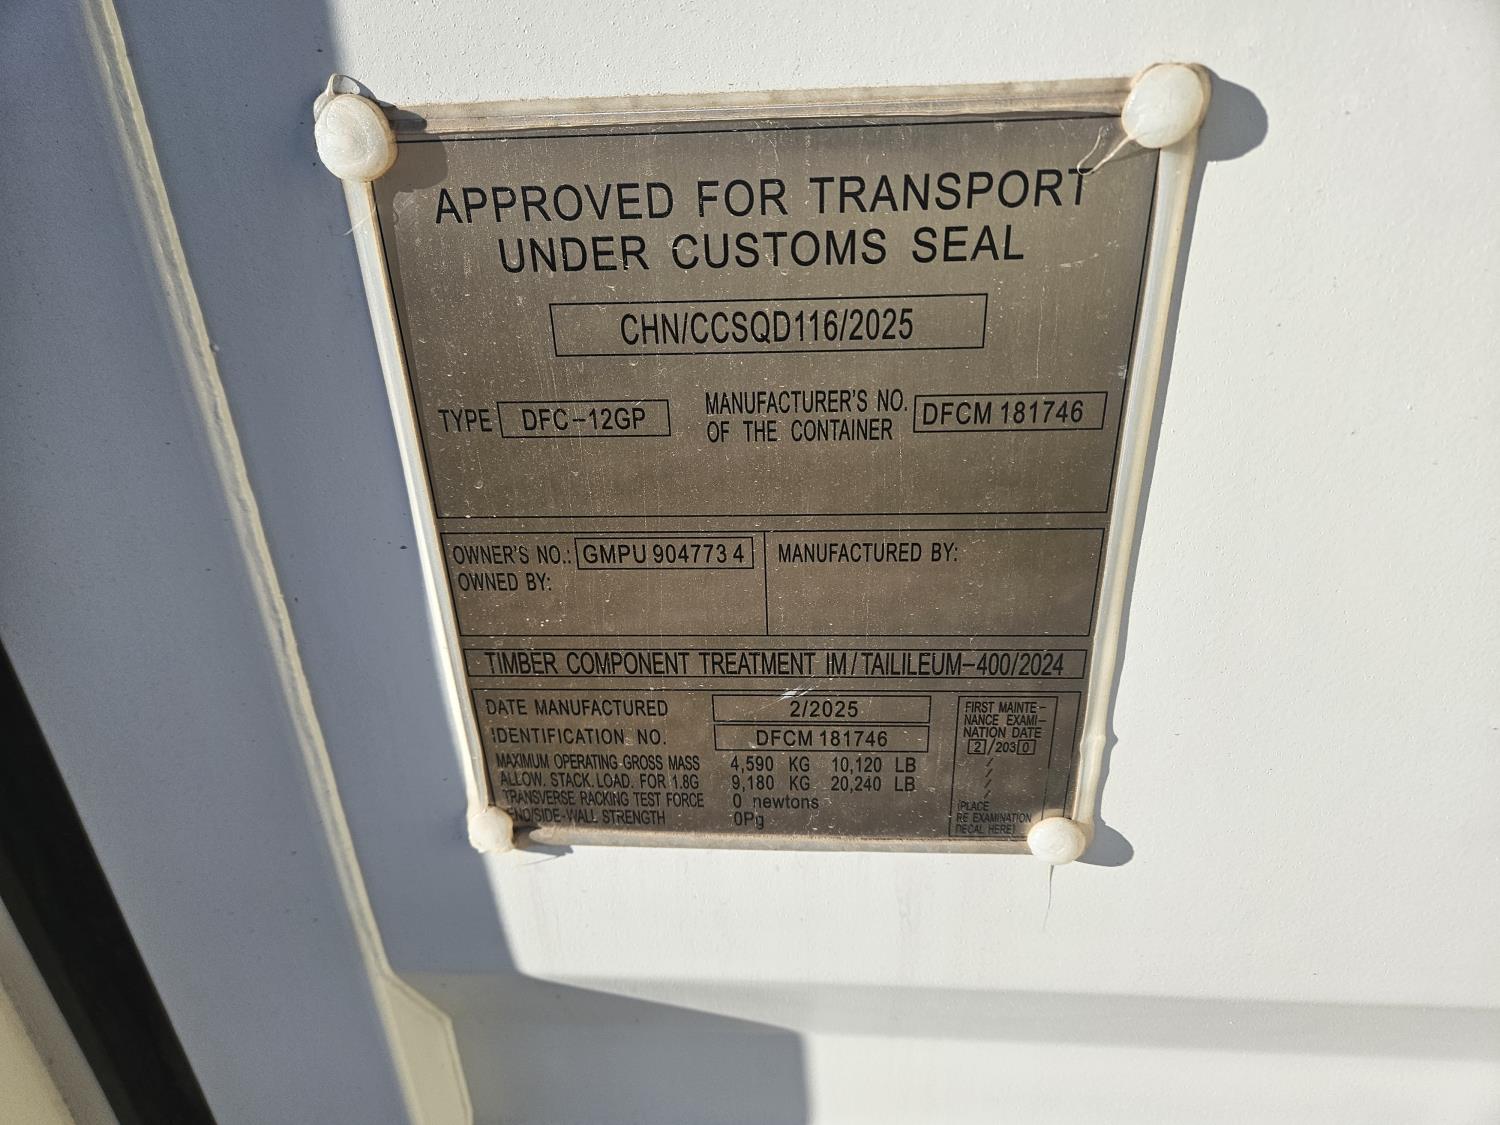 APPROVED FOR TRANSPORT
UNDER CUSTOMS SEAL
CHN/CCSQD116/2025
TYPE DFC-12GP MANUFACTURER'S NO. OF THE CONTAINER DFCM 181746
OWNER'S NO.: GMPU 904773 4
OWNED BY:
MANUFACTURED BY:
TIMBER COMPONENT TREATMENT IM/TAILILEUM-400/2024
DATE MANUFACTURED 2/2025
IDENTIFICATION NO. DFCM 181746
MAXIMUM OPERATING GROSS MASS 4,590 KG 10,120 LB
ALLOW. STACK. LOAD. FOR 1.8G 9,180 KG 20,240 LB
TRANSVERSE RACKING TEST FORCE 0 newtons
END/SIDE-WALL STRENGTH 0Pg
FIRST MAINTE-
NANCE EXAMI-
NATION DATE
2/2030
/
/
/
/
(PLACE
RE EXAMINATION
DECAL HERE)